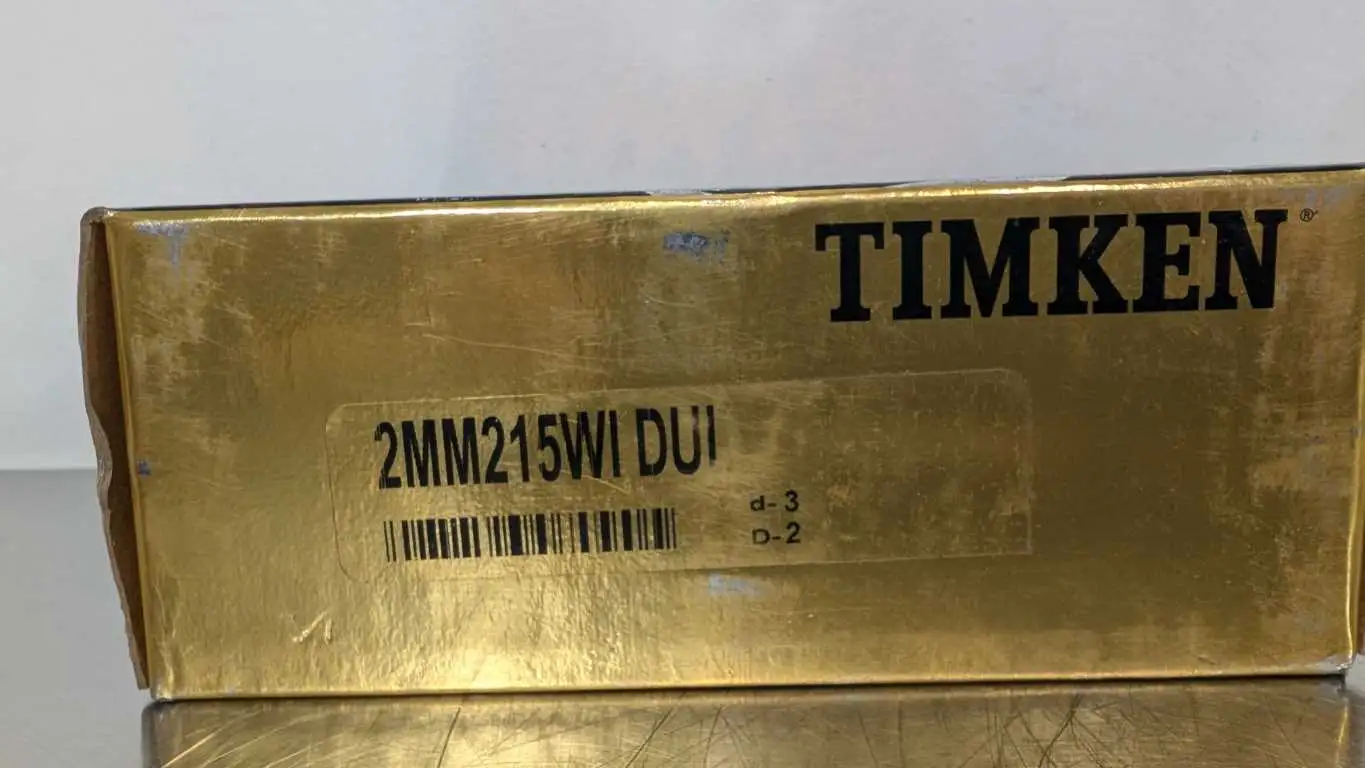 TIMKEN®
2MM215WI DUI
d- 3
D-2